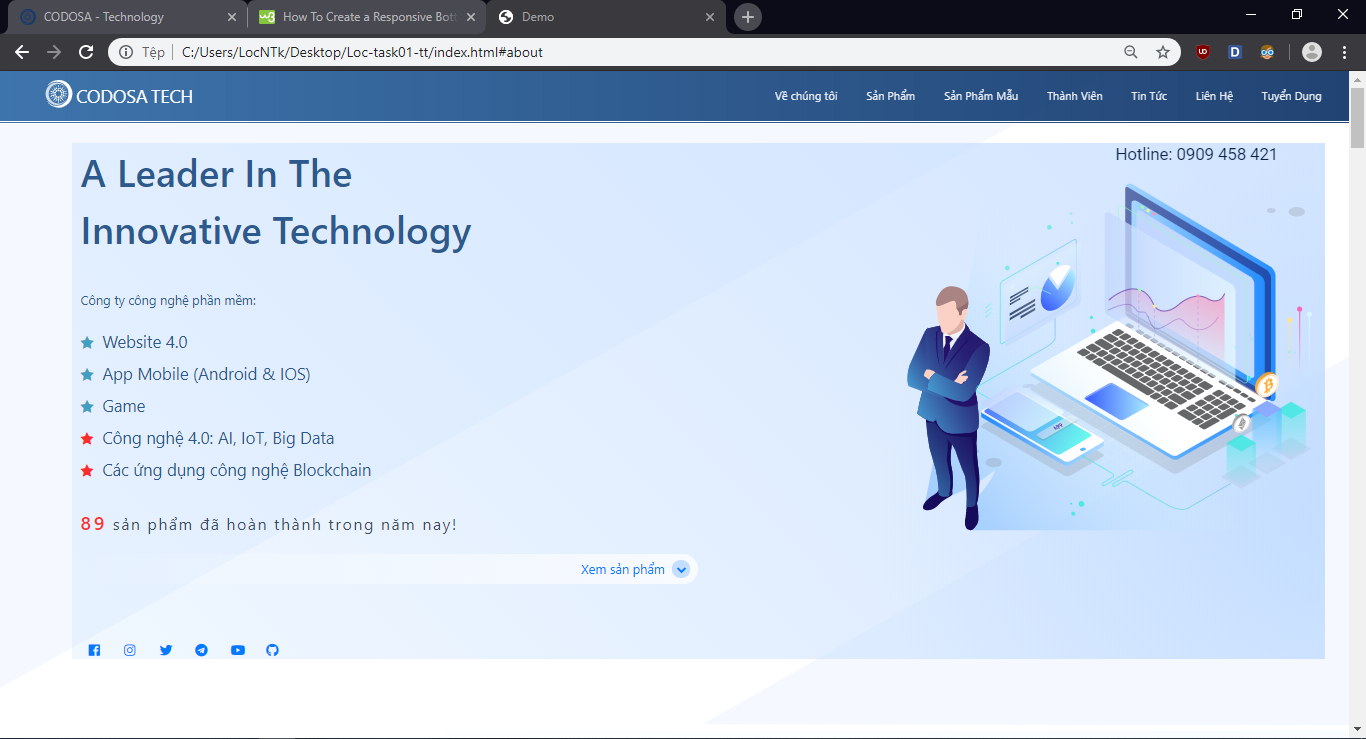 CODOSA - Technology
How To Create a Responsive Bott
Demo
Tệp
C:/Users/LocNTk/Desktop/Loc-task01-tt/index.html#about
CODOSA TECH
Về chúng tôi
Sản Phẩm
Sản Phẩm Mẫu
Thành Viên
Tin Tức
Liên Hệ
Tuyển Dụng
Hotline: 0909 458 421
A Leader In The
Innovative Technology
Công ty công nghệ phần mềm:
Website 4.0
App Mobile (Android & IOS)
Game
Công nghệ 4.0: AI, IoT, Big Data
Các ứng dụng công nghệ Blockchain
89 sản phẩm đã hoàn thành trong năm nay!
Xem sản phẩm